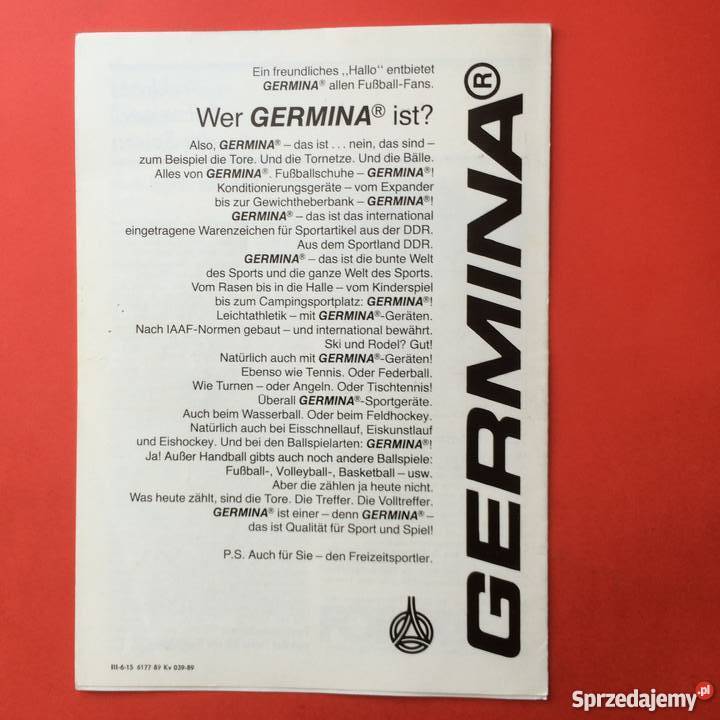 Ein freundliches ,,Hallo" entbietet
GERMINA® allen Fußball-Fans.
Wer GERMINA® ist?
Also, GERMINA® – das ist . . . nein, das sind –
zum Beispiel die Tore. Und die Tornetze. Und die Bälle.
Alles von GERMINA®. Fußballschuhe – GERMINA®!
Konditionierungsgeräte – vom Expander
bis zur Gewichtheberbank – GERMINA®!
GERMINA® – das ist das international
eingetragene Warenzeichen für Sportartikel aus der DDR.
Aus dem Sportland DDR.
GERMINA® – das ist die bunte Welt
des Sports und die ganze Welt des Sports.
Vom Rasen bis in die Halle – vom Kinderspiel
bis zum Campingsportplatz: GERMINA®!
Leichtathletik – mit GERMINA®-Geräten.
Nach IAAF-Normen gebaut – und international bewährt.
Ski und Rodel? Gut!
Natürlich auch mit GERMINA®-Geräten!
Ebenso wie Tennis. Oder Federball.
Wie Turnen – oder Angeln. Oder Tischtennis!
Überall GERMINA®-Sportgeräte.
Auch beim Wasserball. Oder beim Feldhockey.
Natürlich auch bei Eisschnellauf, Eiskunstlauf
und Eishockey. Und bei den Ballspielarten: GERMINA®!
Ja! Außer Handball gibts auch noch andere Ballspiele:
Fußball-, Volleyball-, Basketball – usw.
Aber die zählen ja heute nicht.
Was heute zählt, sind die Tore. Die Treffer. Die Volltreffer.
GERMINA® ist einer – denn GERMINA® –
das ist Qualität für Sport und Spiel!
P.S. Auch für Sie – den Freizeitsportler.
III-6-15 6177 89 Kv 039-89
GERMINA®
Sprzedajemy.pl